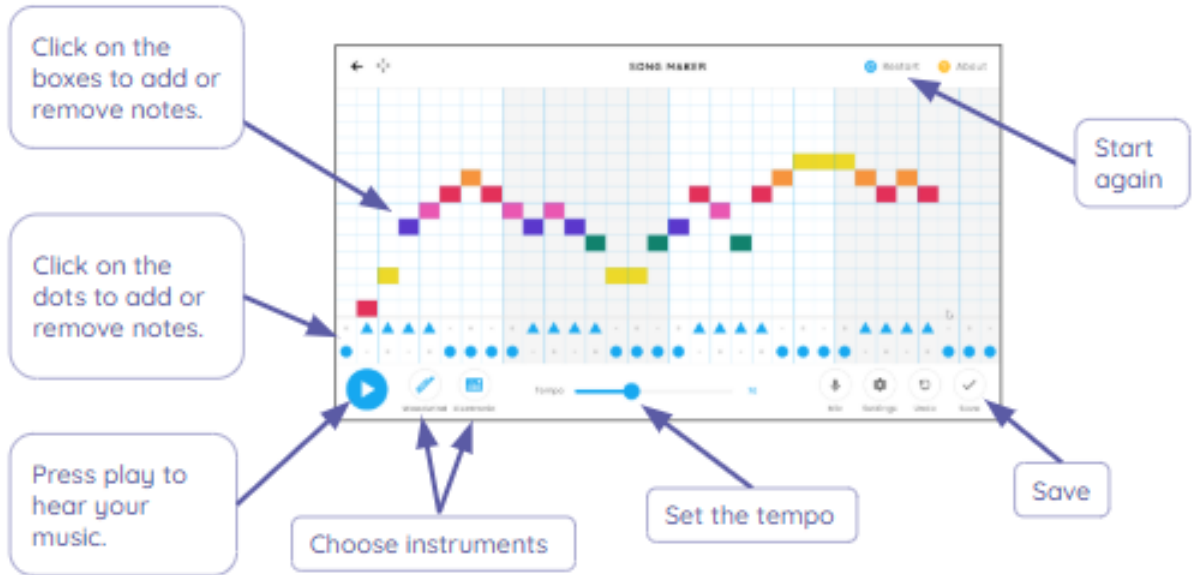 Click on the
boxes to add or
remove notes.
SONG MAKER
Restart
About
Start
again
Click on the
dots to add or
remove notes.
Tempo
Mic
Settings
Undo
Save
Press play to
hear your
music.
Choose instruments
Set the tempo
Save